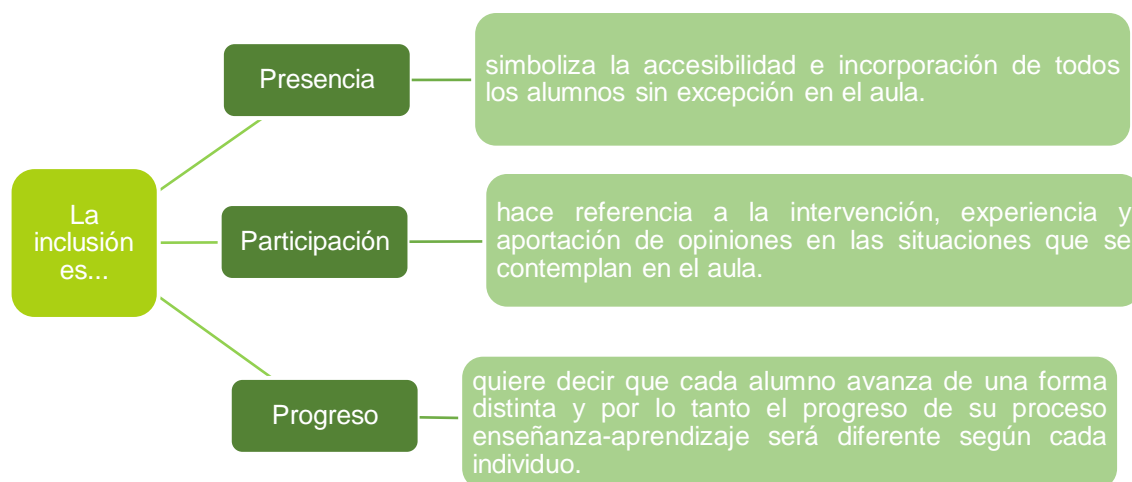 La
inclusión
es...
Presencia
simboliza la accesibilidad e incorporación de todos
los alumnos sin excepción en el aula.
Participación
hace referencia a la intervención, experiencia y
aportación de opiniones en las situaciones que se
contemplan en el aula.
Progreso
quiere decir que cada alumno avanza de una forma
distinta y por lo tanto el progreso de su proceso
enseñanza-aprendizaje será diferente según cada
individuo.